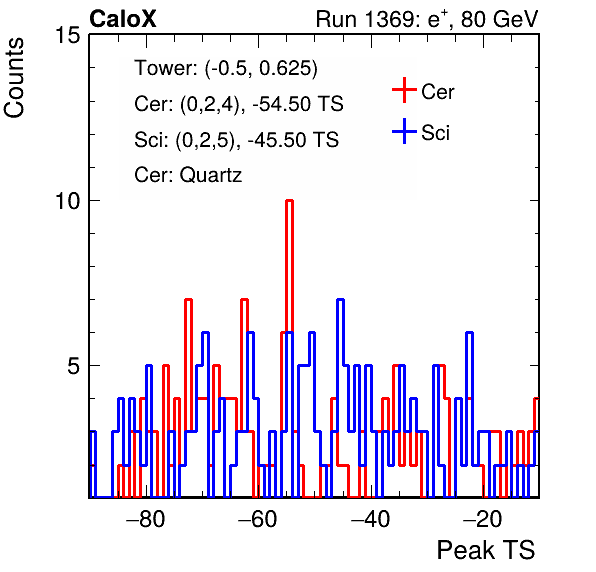 CaloX Run 1369: e⁺, 80 GeV
Counts
15
10
5
Tower: (-0.5, 0.625)
Cer: (0,2,4), -54.50 TS
Sci: (0,2,5), -45.50 TS
Cer: Quartz
Cer
Sci
−80 −60 −40 −20
Peak TS